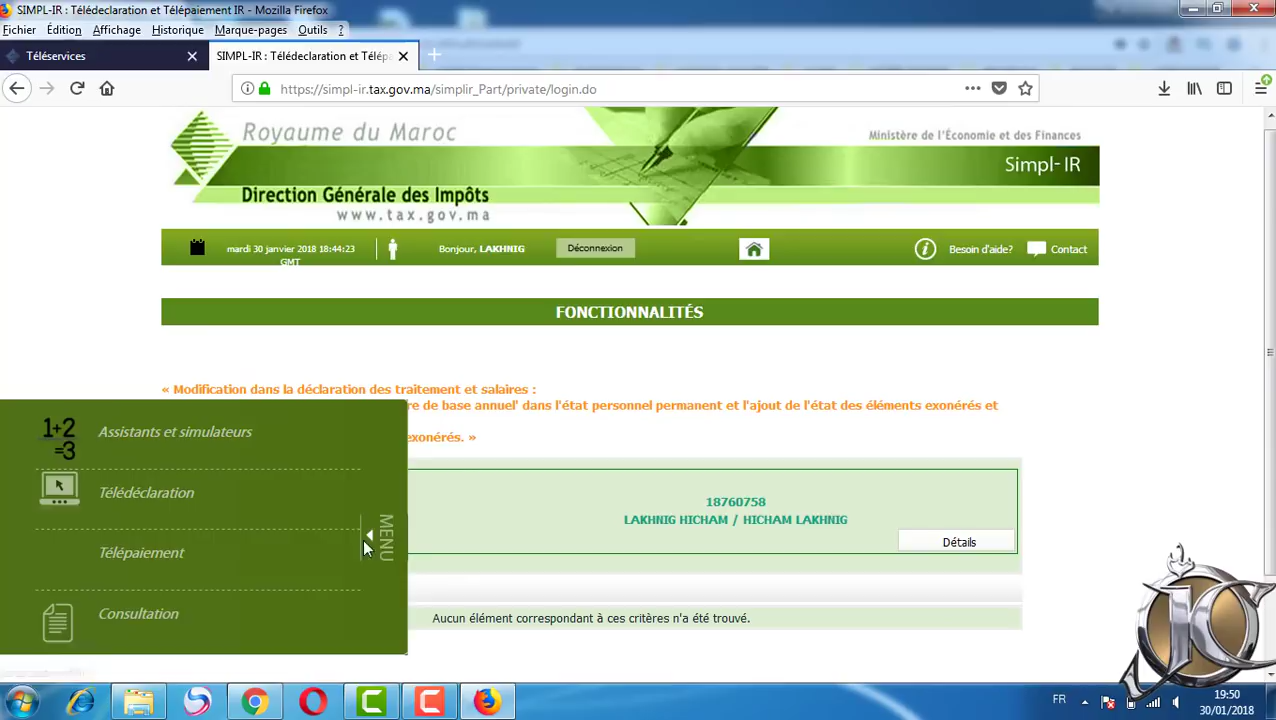 SIMPL-IR : Télédeclaration et Télépaiement IR - Mozilla Firefox
Fichier Édition Affichage Historique Marque-pages Outils ?
Téléservices
SIMPL-IR : Télédeclaration et Télép
https://simpl-ir.tax.gov.ma/simplir_Part/private/login.do
Royaume du Maroc
Ministère de l'Économie et des Finances
Simpl-IR
Direction Générale des Impôts
www.tax.gov.ma
mardi 30 janvier 2018 18:44:23 GMT
Bonjour, LAKHNIG
Déconnexion
Besoin d'aide?
Contact
FONCTIONNALITÉS
« Modification dans la déclaration des traitement et salaires :
re de base annuel' dans l'état personnel permanent et l'ajout de l'état des éléments exonérés et
exonérés. »
1+2
=3
Assistants et simulateurs
Télédéclaration
Télépaiement
Consultation
MENU
18760758
LAKHNIG HICHAM / HICHAM LAKHNIG
Détails
Aucun élément correspondant à ces critères n'a été trouvé.
FR
19:50
30/01/2018